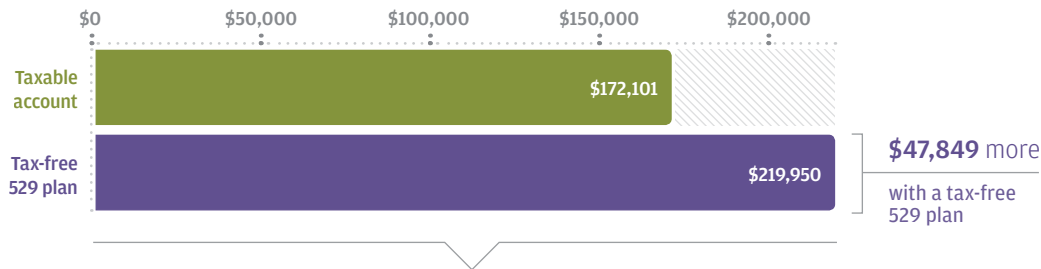 $0 $50,000 $100,000 $150,000 $200,000
Taxable
account
$172,101
Tax-free
529 plan
$219,950
$47,849 more
with a tax-free
529 plan